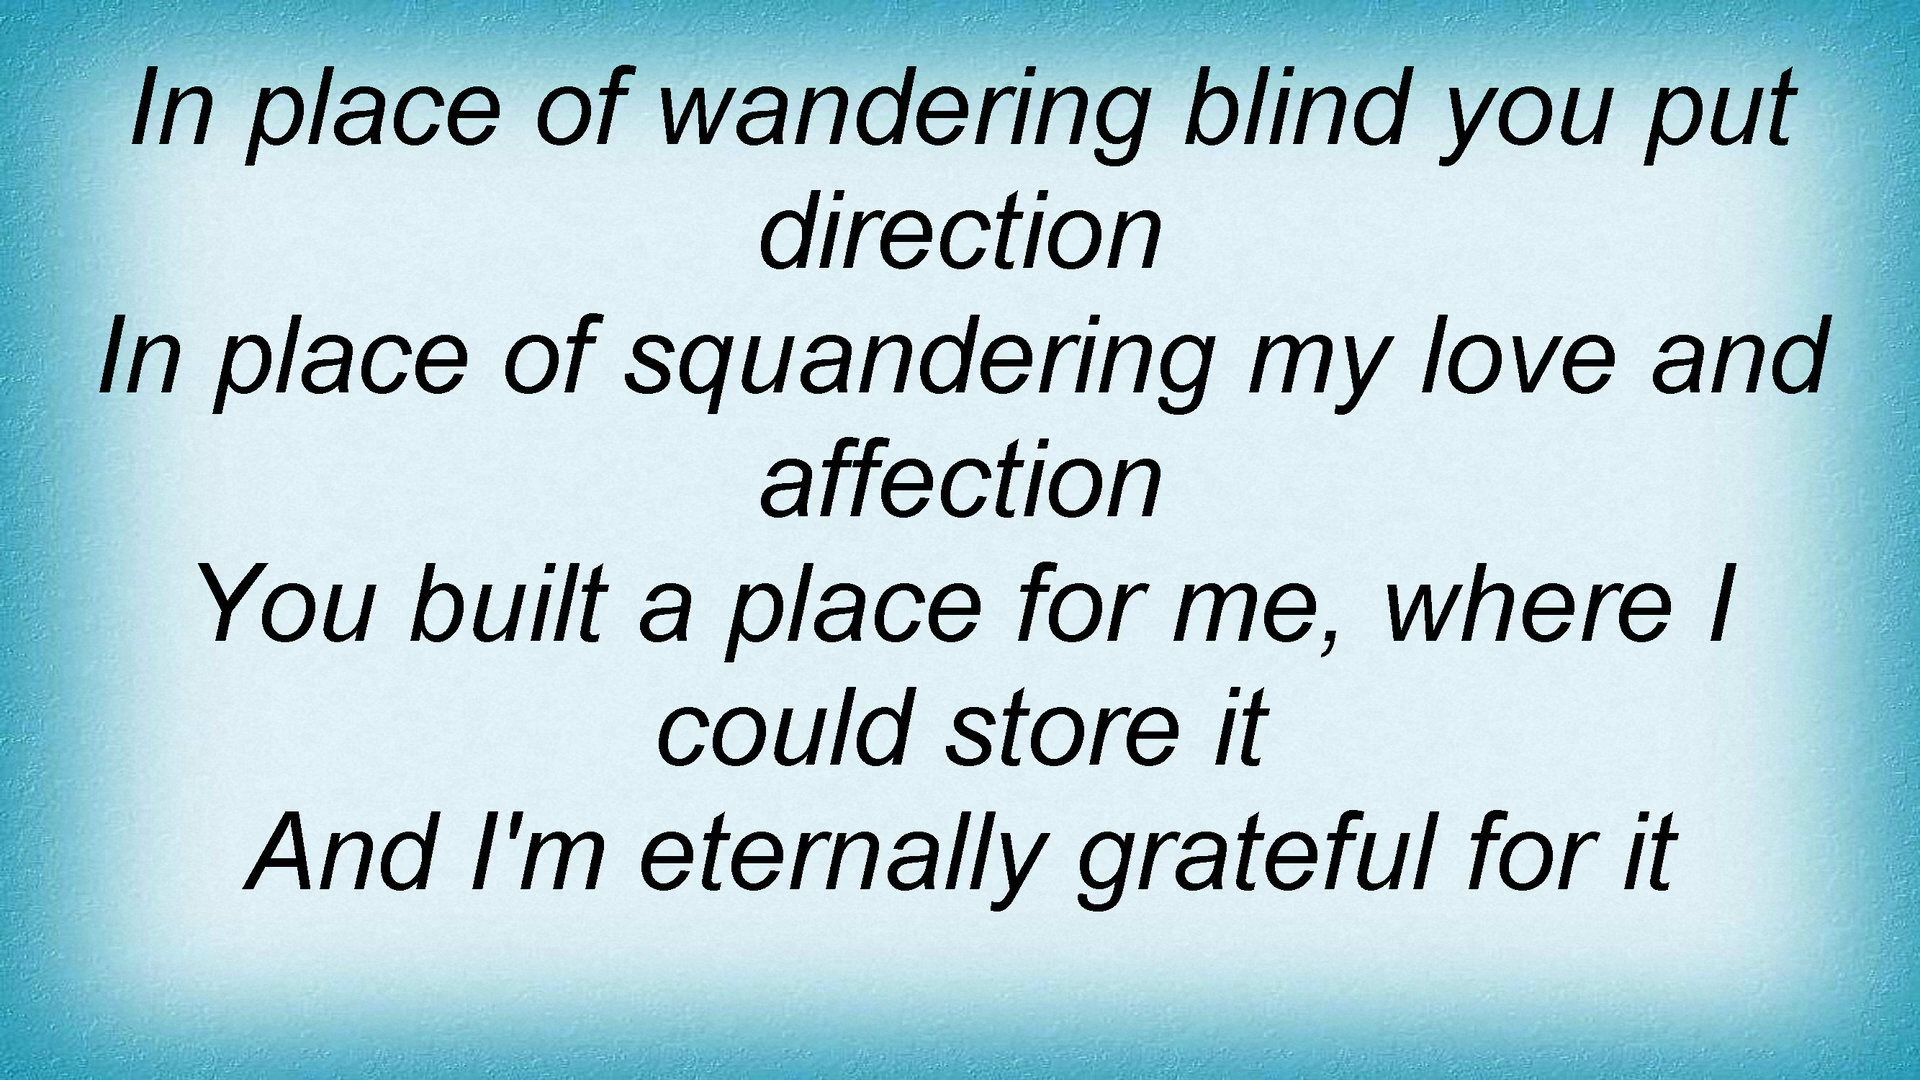 In place of wandering blind you put
direction
In place of squandering my love and
affection
You built a place for me, where I
could store it
And I'm eternally grateful for it